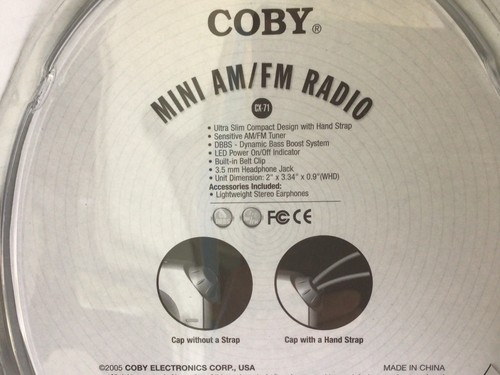 COBY®
MINI AM/FM RADIO
CX-71
• Ultra Slim Compact Design with Hand Strap
• Sensitive AM/FM Tuner
• DBBS - Dynamic Bass Boost System
• LED Power On/Off Indicator
• Built-in Belt Clip
• 3.5 mm Headphone Jack
• Unit Dimension: 2" x 3.34" x 0.9"(WHD)
Accessories Included:
• Lightweight Stereo Earphones
FC CE
Cap without a Strap
Cap with a Hand Strap
©2005 COBY ELECTRONICS CORP., USA
MADE IN CHINA